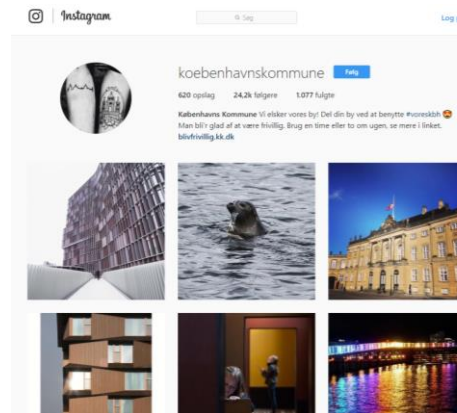 Instagram
Søg
Log
koebenhavnskommune Følg
620 opslag 24,2k følgere 1.077 fulgte
Københavns Kommune Vi elsker vores by! Del din by ved at benytte #voreskbh 😍
Man bli'r glad af at være frivillig. Brug en time eller to om ugen, se mere i linket.
blivfrivillig.kk.dk